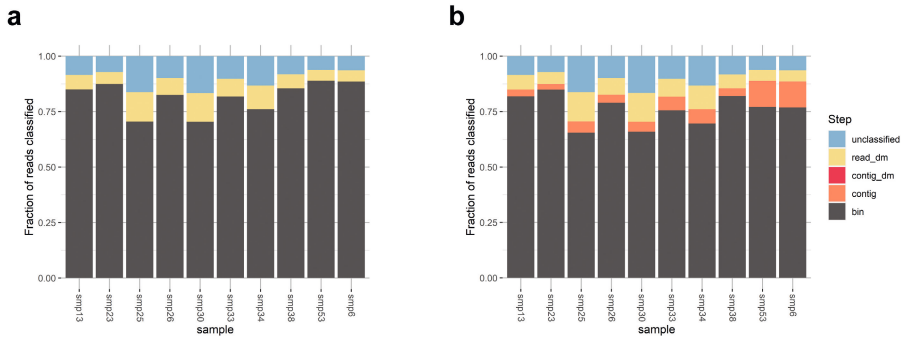 a
Fraction of reads classified
1.00
0.75
0.50
0.25
0.00
smp13
smp23
smp25
smp26
smp30
smp33
smp34
smp38
smp53
smp6
sample
b
Fraction of reads classified
1.00
0.75
0.50
0.25
0.00
smp13
smp23
smp25
smp26
smp30
smp33
smp34
smp38
smp53
smp6
sample
Step
unclassified
read_dm
contig_dm
contig
bin